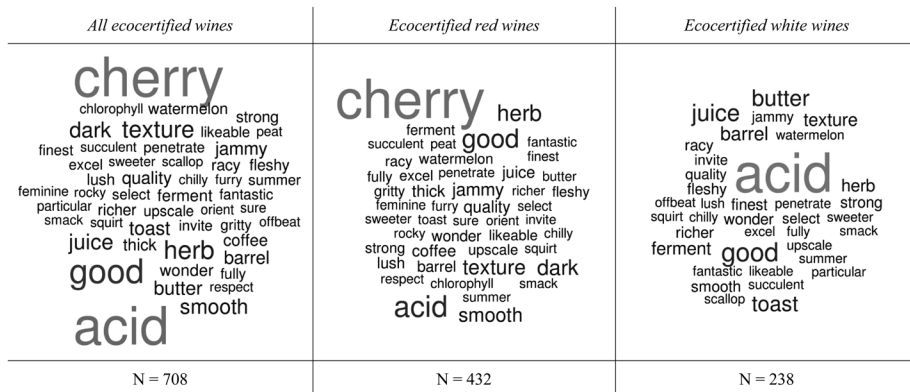 All ecocertified wines
Ecocertified red wines
Ecocertified white wines
cherry
chlorophyll watermelon
strong
dark texture likeable peat
finest succulent penetrate jammy
excel sweeter scallop racy fleshy
lush quality chilly furry summer
feminine rocky select ferment fantastic
particular richer upscale orient sure
smack squirt toast invite gritty offbeat
juice thick herb coffee
barrel
good wonder fully
butter respect
smooth
acid
cherry herb
ferment
succulent peat good fantastic
racy watermelon finest
fully excel penetrate juice butter
gritty thick jammy richer fleshy
feminine furry quality select
sweeter toast sure orient invite
rocky wonder likeable chilly
strong coffee upscale squirt
lush barrel texture dark
respect chlorophyll smack
acid summer
smooth
butter
juice jammy texture
barrel watermelon
racy
invite
quality acid herb
fleshy
offbeat lush finest penetrate strong
squirt chilly wonder select sweeter
richer excel fully smack
ferment good upscale
summer
fantastic likeable particular
smooth succulent
scallop toast
N = 708
N = 432
N = 238